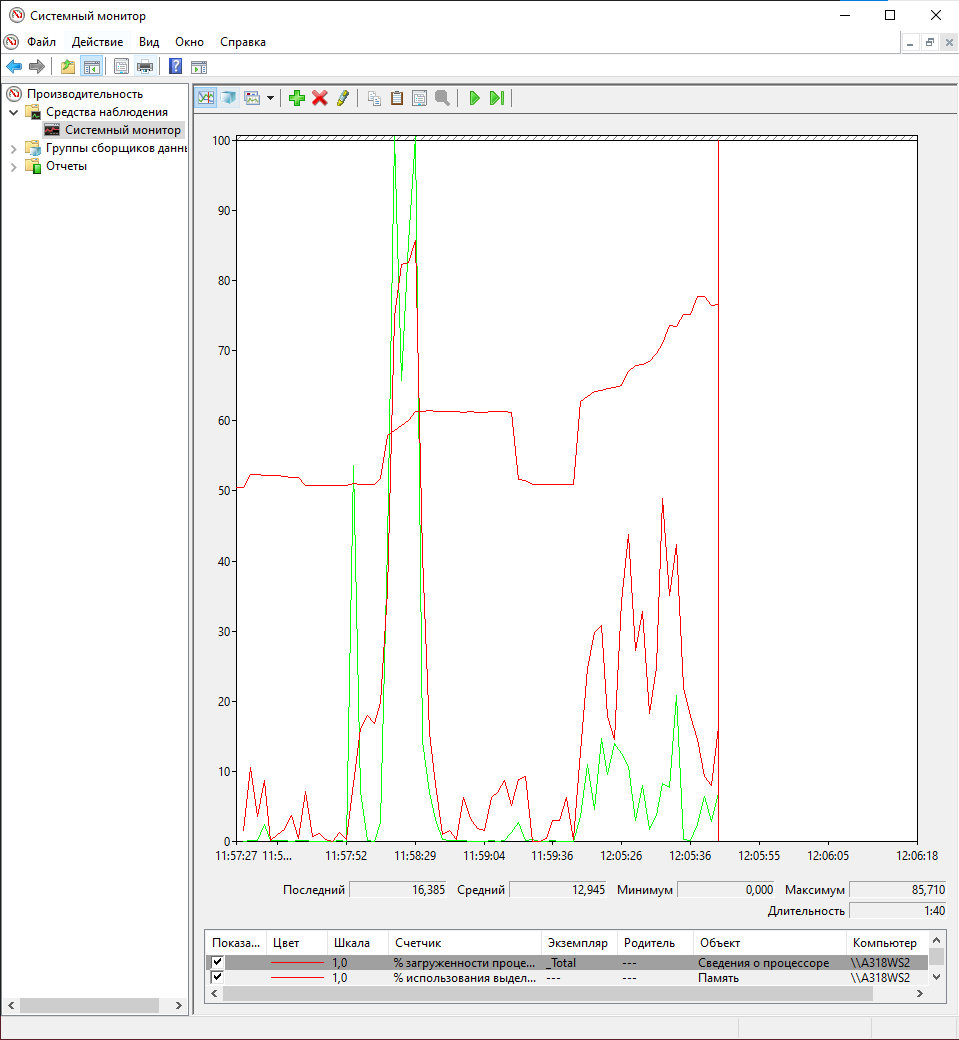 Системный монитор
Файл Действие Вид Окно Справка
Производительность
Средства наблюдения
Системный монитор
Группы сборщиков данн
Отчеты
100
90
80
70
60
50
40
30
20
10
0
11:57:27 11:5... 11:57:52 11:58:29 11:59:04 11:59:36 12:05:26 12:05:36 12:05:55 12:06:05 12:06:18
Последний 16,385 Средний 12,945 Минимум 0,000 Максимум 85,710
Длительность 1:40
Показа... Цвет Шкала Счетчик Экземпляр Родитель Объект Компьютер
1,0 % загруженности проце... _Total --- Сведения о процессоре \\A318WS2
1,0 % использования выдел... --- --- Память \\A318WS2